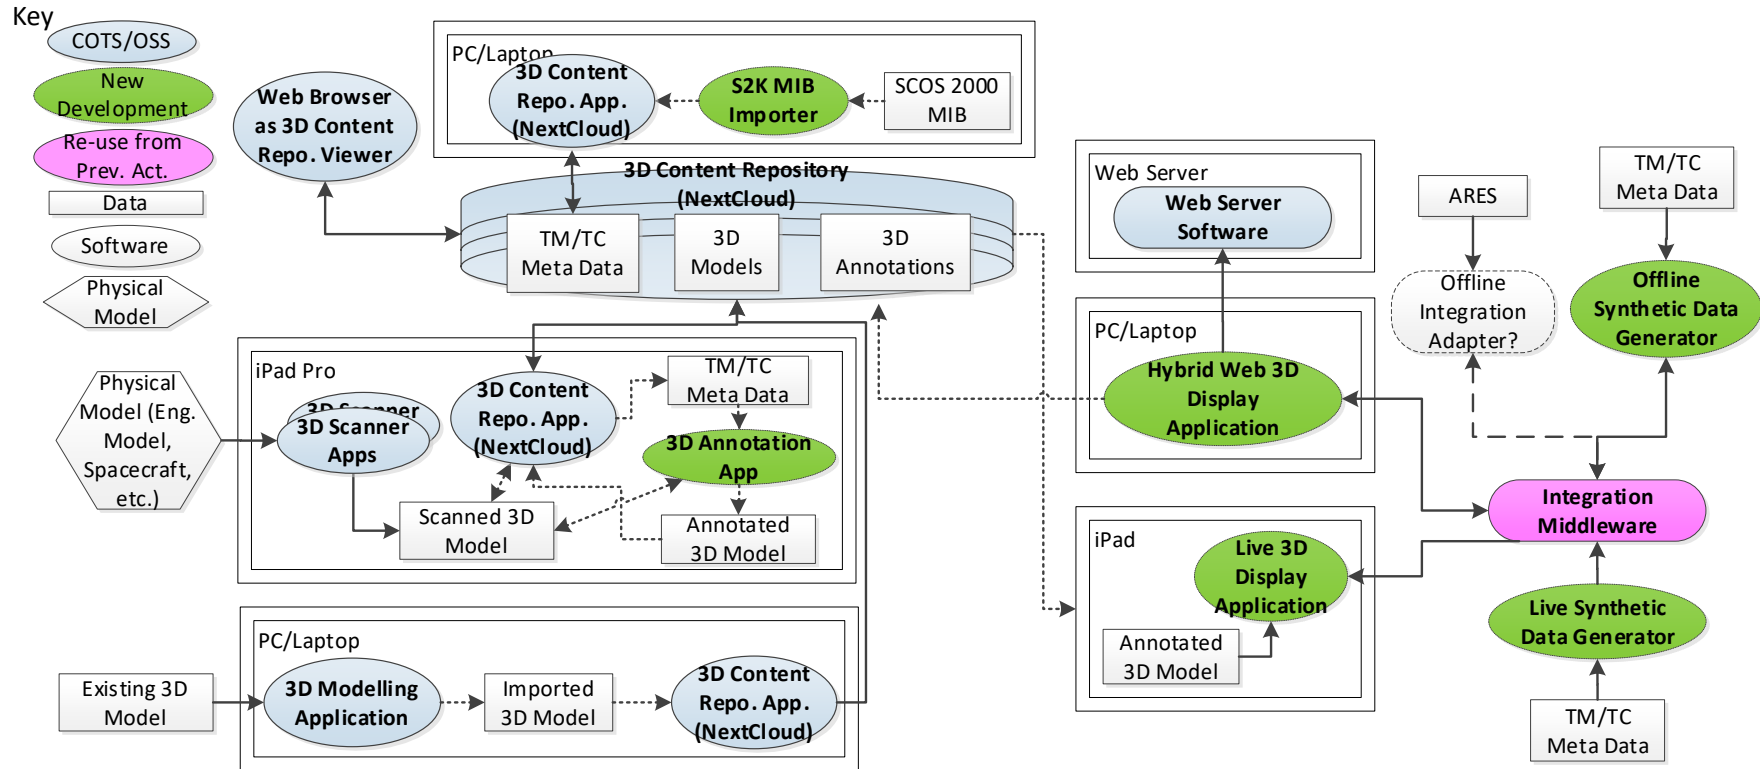 Key
COTS/OSS
New
Development
Re-use from
Prev. Act.
Data
Software
Physical
Model
Web Browser
as 3D Content
Repo. Viewer
PC/Laptop
3D Content
Repo. App.
(NextCloud)
S2K MIB
Importer
SCOS 2000
MIB
3D Content Repository
(NextCloud)
TM/TC
Meta Data
3D
Models
3D
Annotations
Physical
Model (Eng.
Model,
Spacecraft,
etc.)
iPad Pro
3D Scanner
3D Scanner
Apps
3D Content
Repo. App.
(NextCloud)
TM/TC
Meta Data
3D Annotation
App
Scanned 3D
Model
Annotated
3D Model
Existing 3D
Model
PC/Laptop
3D Modelling
Application
Imported
3D Model
3D Content
Repo. App.
(NextCloud)
Web Server
Web Server
Software
PC/Laptop
Hybrid Web 3D
Display
Application
iPad
Live 3D
Display
Application
Annotated
3D Model
ARES
Offline
Integration
Adapter?
TM/TC
Meta Data
Offline
Synthetic Data
Generator
Integration
Middleware
Live Synthetic
Data Generator
TM/TC
Meta Data